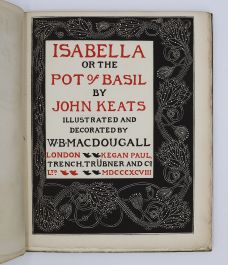 ISABELLA
OR THE
POT of BASIL
BY
JOHN KEATS
ILLUSTRATED AND
DECORATED BY
W·B·MACDOUGALL
LONDON KEGAN PAUL,
TRENCH, TRÜBNER AND Co
LTD MDCCCXCVIII